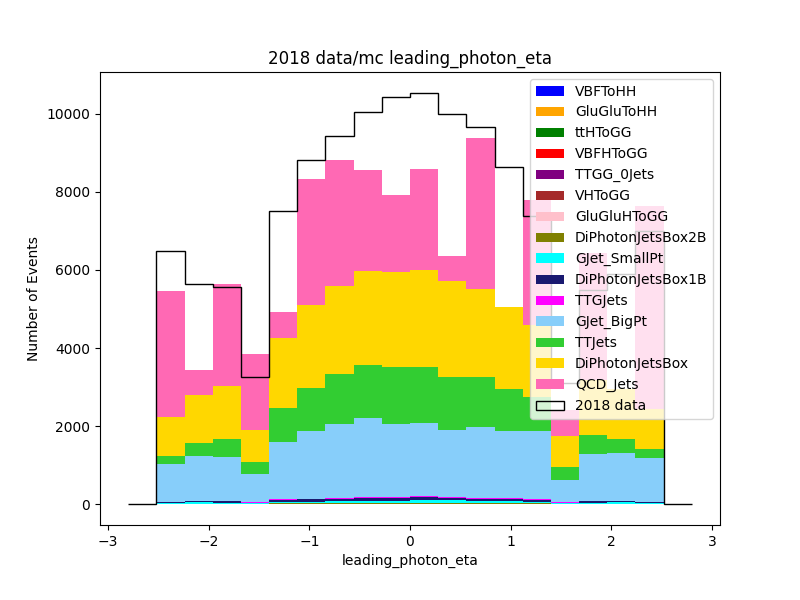 2018 data/mc leading_photon_eta
Number of Events
10000
8000
6000
4000
2000
0
−3
−2
−1
0
1
2
3
leading_photon_eta
VBFToHH
GluGluToHH
ttHToGG
VBFHToGG
TTGG_0Jets
VHToGG
GluGluHToGG
DiPhotonJetsBox2B
GJet_SmallPt
DiPhotonJetsBox1B
TTGJets
GJet_BigPt
TTJets
DiPhotonJetsBox
QCD_Jets
2018 data